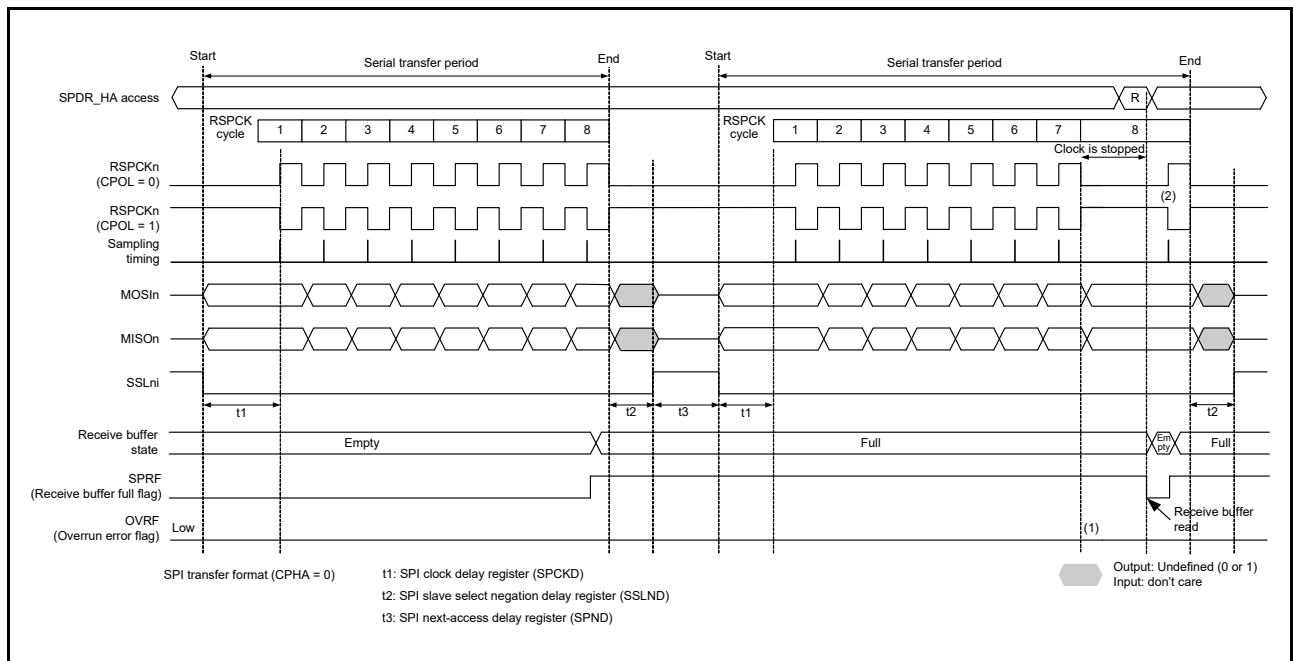 Start
Serial transfer period
End
Start
Serial transfer period
End
SPDR_HA access
R
RSPCK
cycle
1 2 3 4 5 6 7 8
RSPCK
cycle
1 2 3 4 5 6 7 8
Clock is stopped
RSPCKn
(CPOL = 0)
(2)
RSPCKn
(CPOL = 1)
Sampling
timing
MOSIn
MISOn
SSLni
t1
t2
t3
t1
t2
Receive buffer
state
Empty
Full
Em
pty
Full
SPRF
(Receive buffer full flag)
Receive buffer
read
OVRF
(Overrun error flag)
Low
(1)
SPI transfer format (CPHA = 0)
t1: SPI clock delay register (SPCKD)
t2: SPI slave select negation delay register (SSLND)
t3: SPI next-access delay register (SPND)
Output: Undefined (0 or 1)
Input: don't care